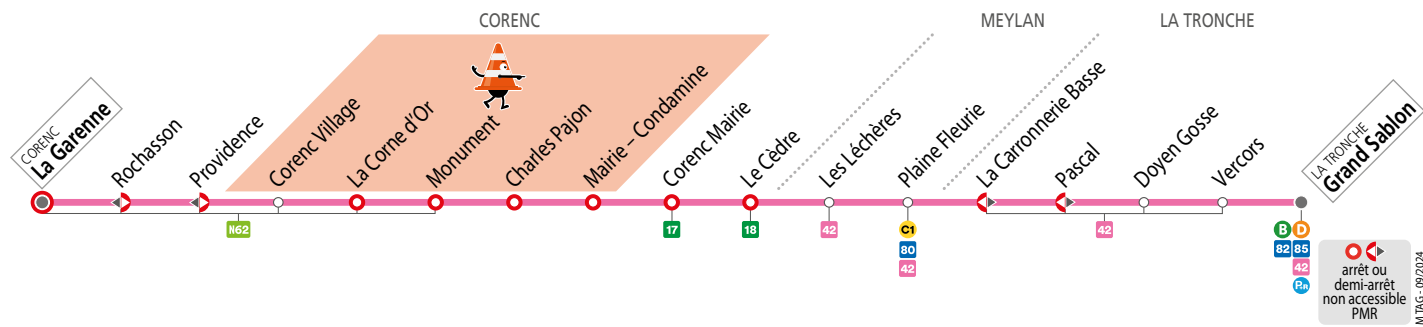 CORENC
MEYLAN
LA TRONCHE
CORENC
La Garenne
Rochasson
Providence
Corenc Village
La Corne d'Or
Monument
Charles Pajon
Mairie – Condamine
Corenc Mairie
Le Cèdre
Les Léchères
Plaine Fleurie
La Carronnerie Basse
Pascal
Doyen Gosse
Vercors
LA TRONCHE
Grand Sablon
N62
17
18
42
C1
80
42
42
B D
82 85
42
P+R
arrêt ou
demi-arrêt
non accessible
PMR
M TAG - 09/2024